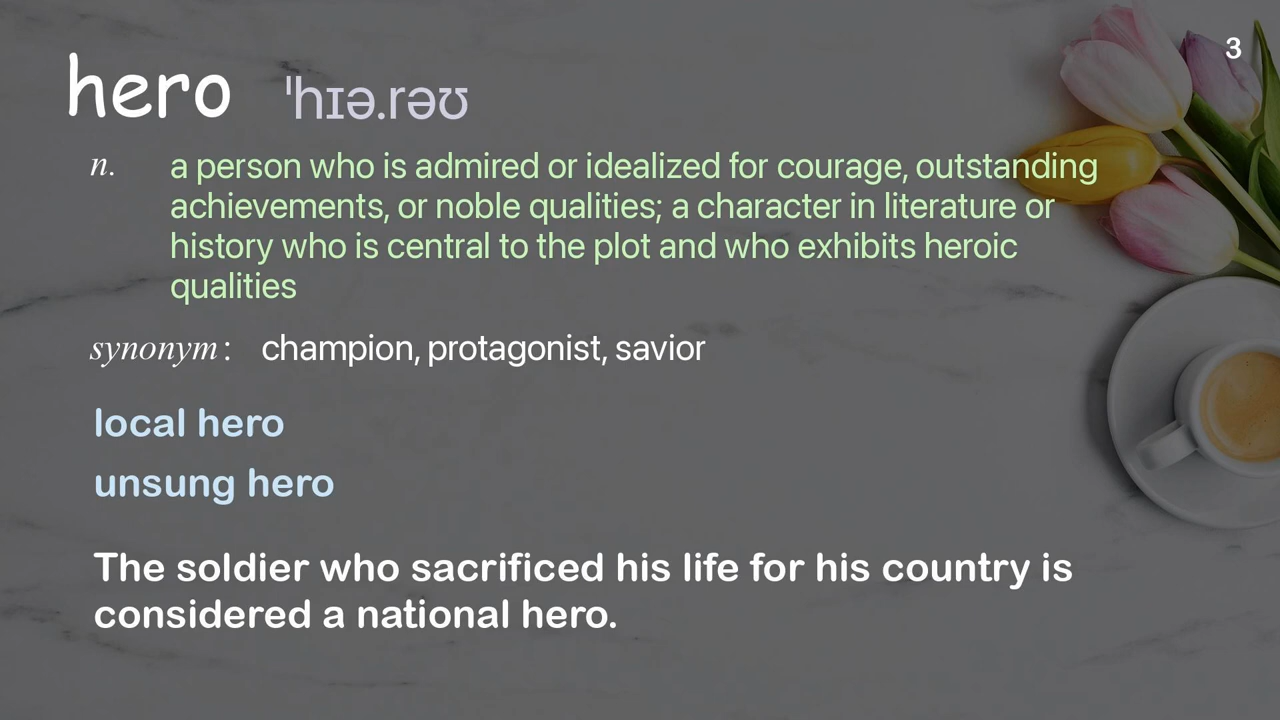 3
hero ˈhɪə.rəʊ
n. a person who is admired or idealized for courage, outstanding
achievements, or noble qualities; a character in literature or
history who is central to the plot and who exhibits heroic
qualities
synonym : champion, protagonist, savior
local hero
unsung hero
The soldier who sacrificed his life for his country is
considered a national hero.